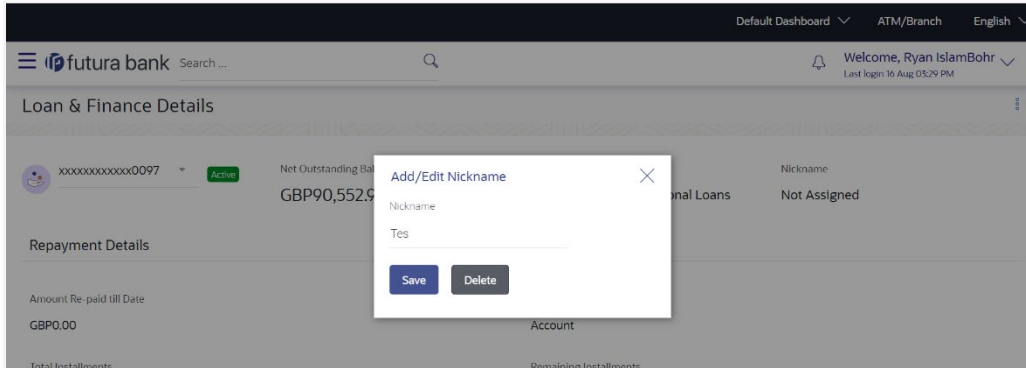 Default Dashboard ATM/Branch English
futura bank Search ... Welcome, Ryan IslamBohr
Last login 16 Aug 03:29 PM
Loan & Finance Details
xxxxxxxxxxxx0097 Active
Net Outstanding Bal
GBP90,552.9
onal Loans
Nickname
Not Assigned
Add/Edit Nickname
Nickname
Tes
Save Delete
Repayment Details
Amount Re-paid till Date
GBP0.00
Account
Total Installments Remaining Installments